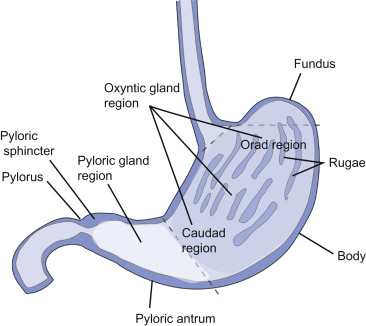 Fundus
Oxyntic gland
region
Orad region
Pyloric
sphincter
Pyloric gland
region
Rugae
Pylorus
Caudad
region
Body
Pyloric antrum